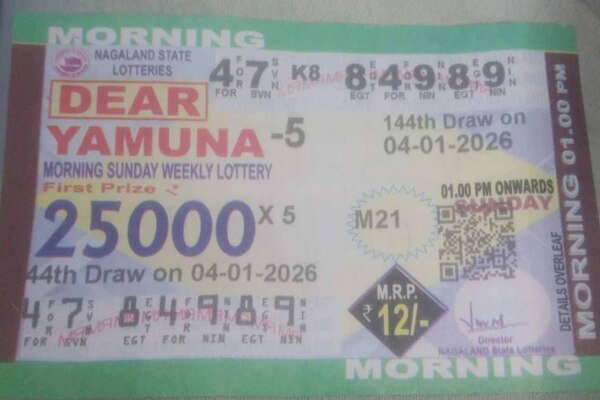 MORNING
NAGALAND STATE
LOTTERIES
47 K8 84989
FOR SVN EGT FOR NIN EGT NIN
DEAR
YAMUNA -5
144th Draw on
04-01-2026
MORNING SUNDAY WEEKLY LOTTERY
First Prize ₹
25000 X 5
01.00 PM ONWARDS
SUNDAY
M21
144th Draw on 04-01-2026
47 84989
FOR SVN EGT FOR NIN EGT NIN
M.R.P.
₹ 12/-
Director
NAGALAND State Lotteries
DETAILS OVERLEAF
MORNING 01.00 PM
MORNING